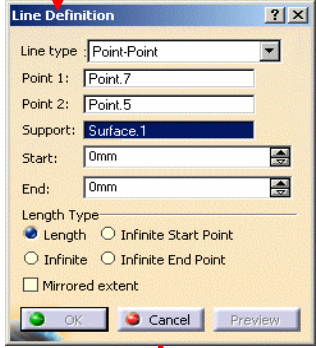 Line Definition
Line type : Point-Point
Point 1: Point.7
Point 2: Point.5
Support: Surface.1
Start: 0mm
End: 0mm
Length Type
Length Infinite Start Point
Infinite Infinite End Point
Mirrored extent
OK Cancel Preview